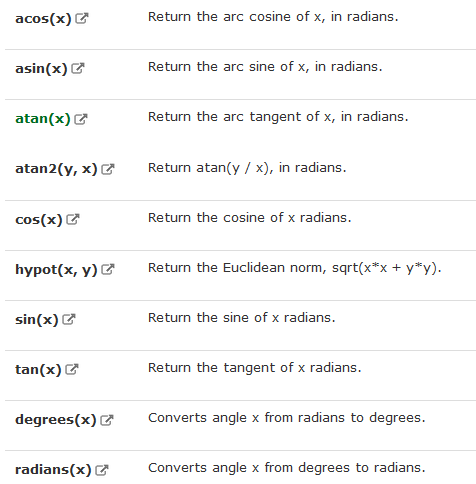 acos(x) Return the arc cosine of x, in radians.
asin(x) Return the arc sine of x, in radians.
atan(x) Return the arc tangent of x, in radians.
atan2(y, x) Return atan(y / x), in radians.
cos(x) Return the cosine of x radians.
hypot(x, y) Return the Euclidean norm, sqrt(x*x + y*y).
sin(x) Return the sine of x radians.
tan(x) Return the tangent of x radians.
degrees(x) Converts angle x from radians to degrees.
radians(x) Converts angle x from degrees to radians.